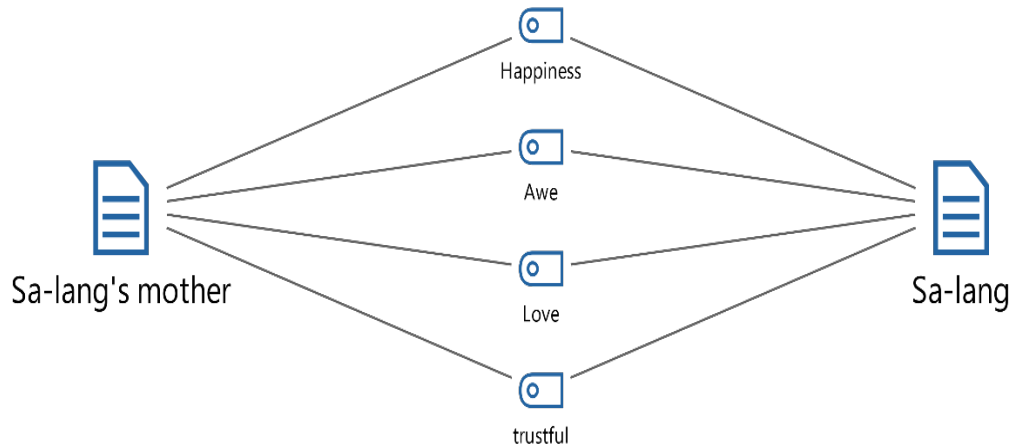 Happiness
Awe
Sa-lang's mother
Sa-lang
Love
trustful